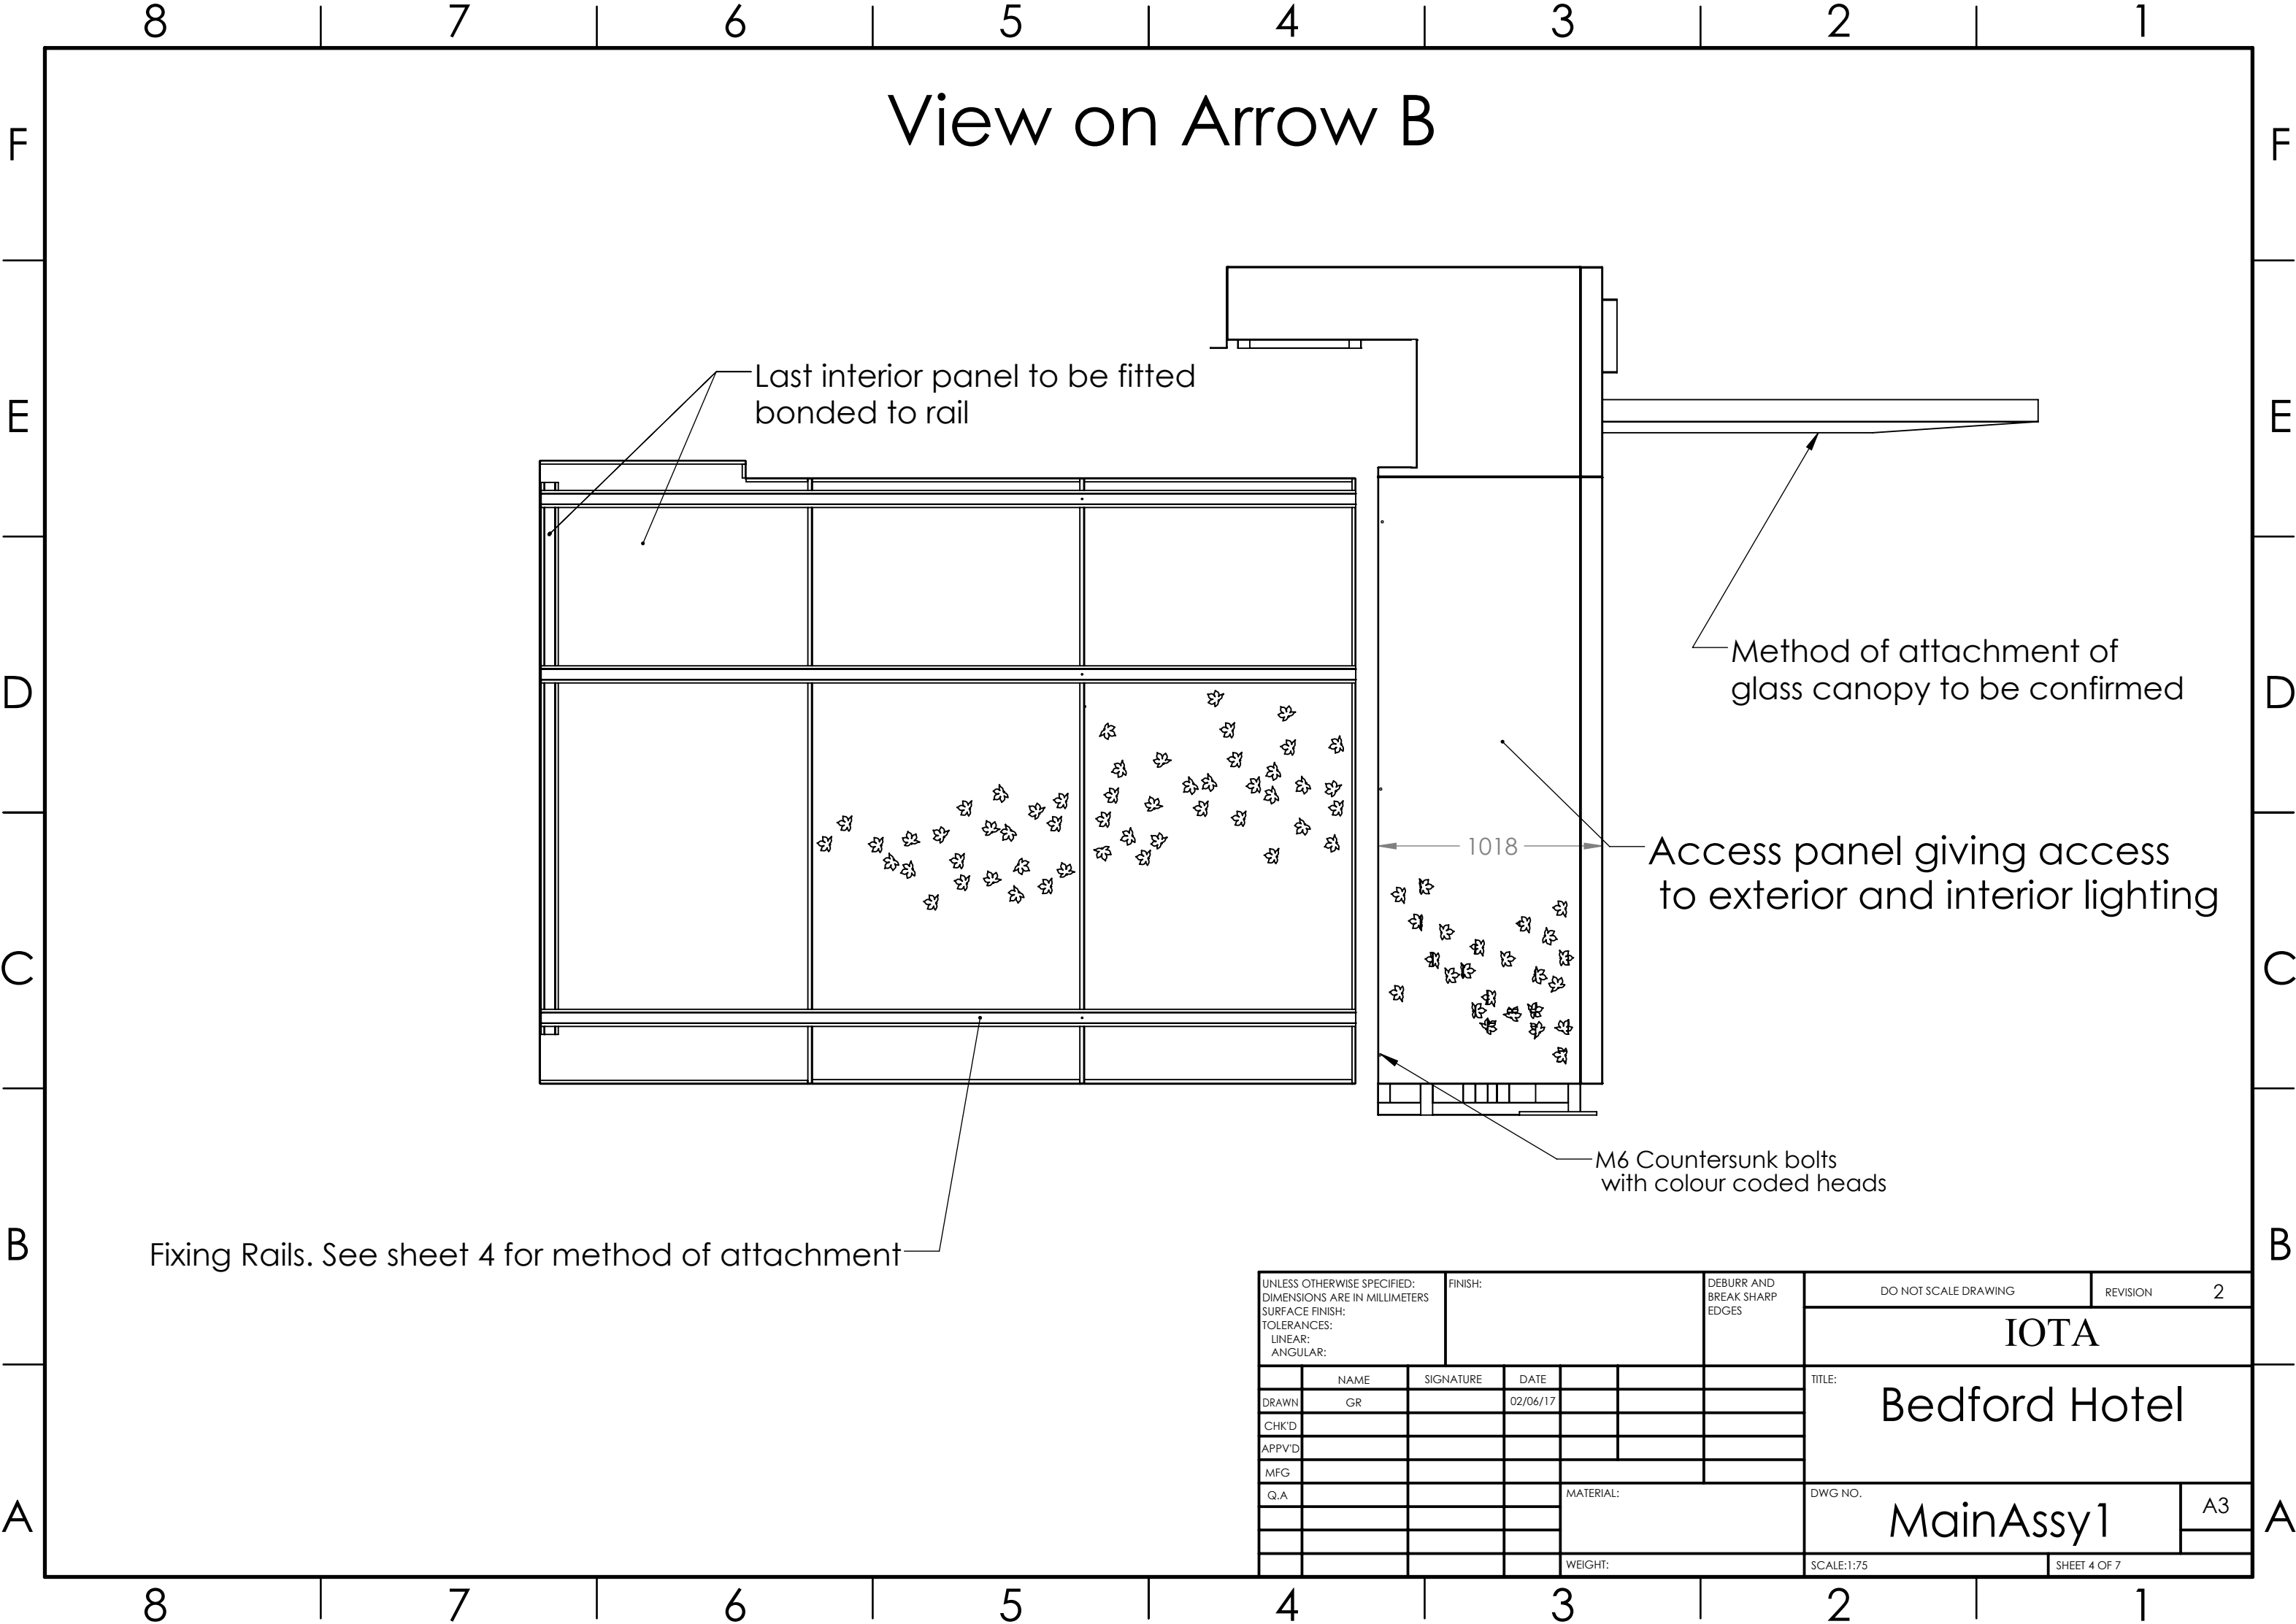 8 7 6 5 4 3 2 1
View on Arrow B
F F
Last interior panel to be fitted
bonded to rail
E E
Method of attachment of
glass canopy to be confirmed
D D
1018
Access panel giving access
to exterior and interior lighting
C C
M6 Countersunk bolts
with colour coded heads
Fixing Rails. See sheet 4 for method of attachment
B B
UNLESS OTHERWISE SPECIFIED:
DIMENSIONS ARE IN MILLIMETERS
SURFACE FINISH:
TOLERANCES:
LINEAR:
ANGULAR:
FINISH:
DEBURR AND
BREAK SHARP
EDGES
DO NOT SCALE DRAWING
REVISION 2
IOTA
NAME SIGNATURE DATE
DRAWN GR 02/06/17
CHK'D
APPV'D
MFG
Q.A
TITLE:
Bedford Hotel
MATERIAL:
DWG NO.
MainAssy1
A3
A A
WEIGHT:
SCALE:1:75
SHEET 4 OF 7
8 7 6 5 4 3 2 1